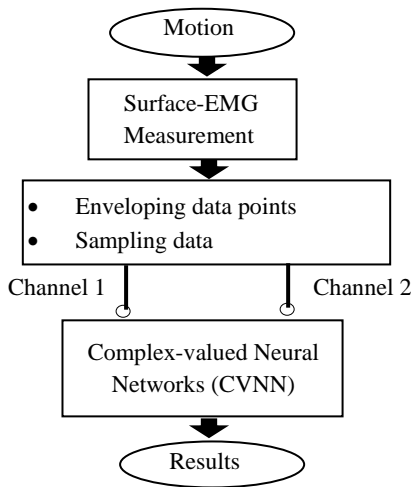 Motion
Surface-EMG
Measurement
• Enveloping data points
• Sampling data
Channel 1
Channel 2
Complex-valued Neural
Networks (CVNN)
Results